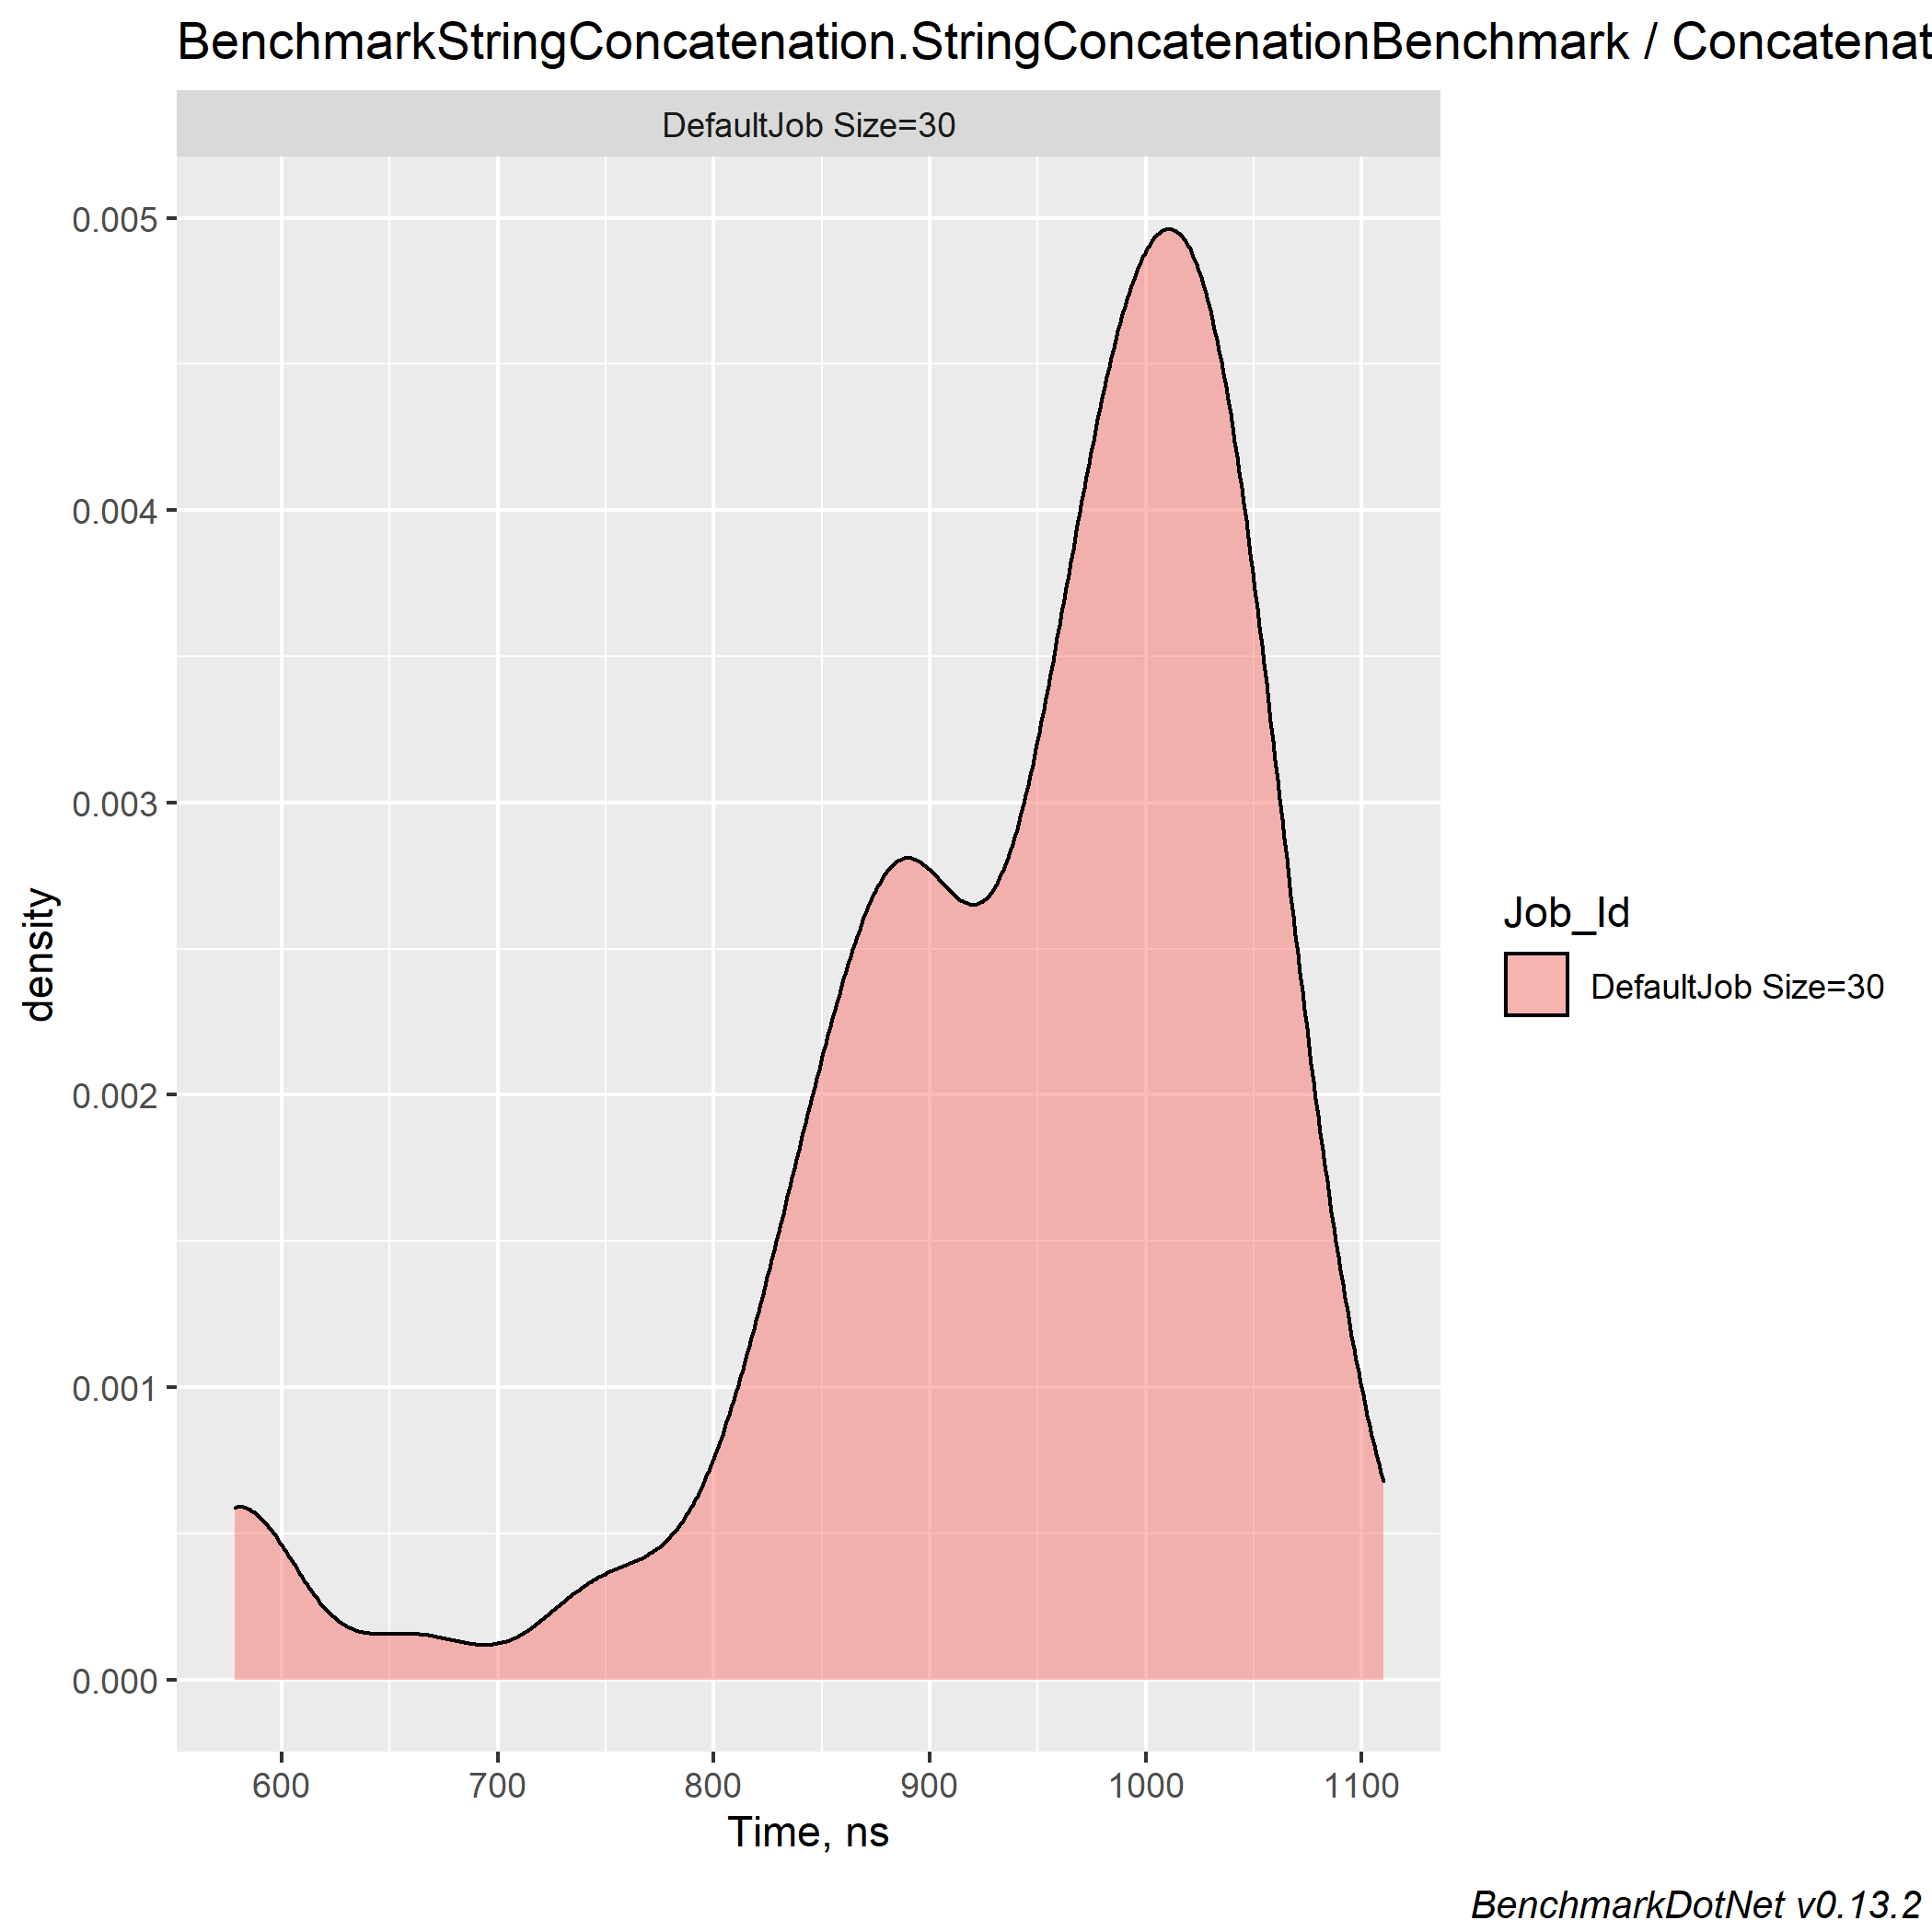 BenchmarkStringConcatenation.StringConcatenationBenchmark / Concatenat
DefaultJob Size=30
0.005
0.004
0.003
0.002
0.001
0.000
density
600 700 800 900 1000 1100
Time, ns
Job_Id
DefaultJob Size=30
BenchmarkDotNet v0.13.2